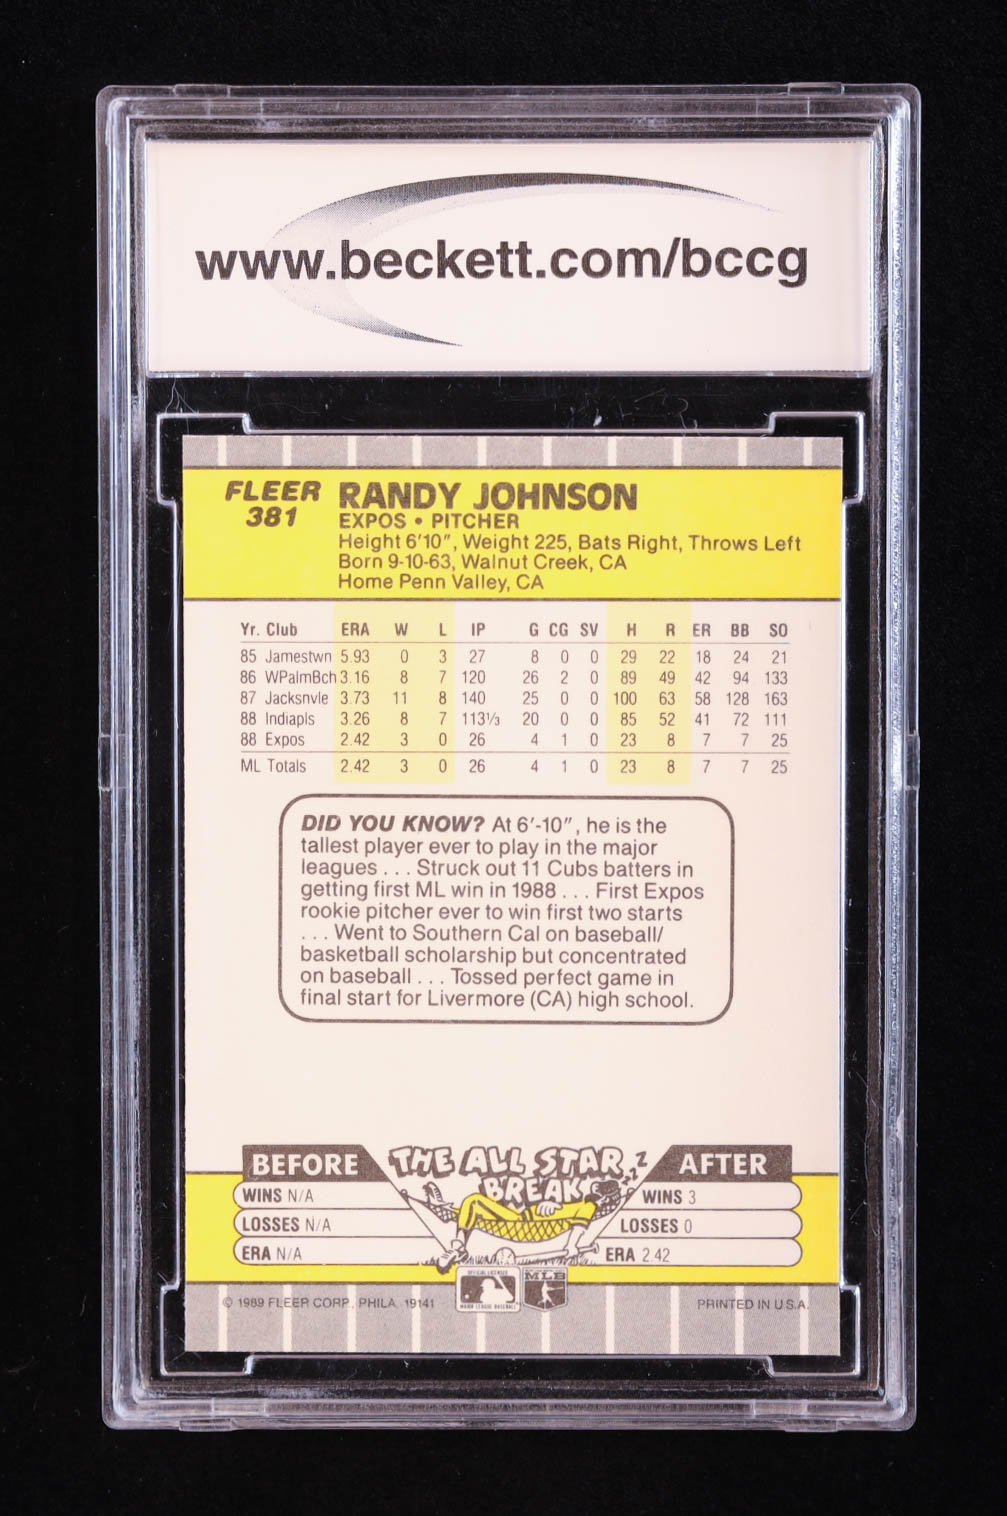 www.beckett.com/bccg
FLEER
381
RANDY JOHNSON
EXPOS • PITCHER
Height 6'10", Weight 225, Bats Right, Throws Left
Born 9-10-63, Walnut Creek, CA
Home Penn Valley, CA
Yr. Club ERA W L IP G CG SV H R ER BB SO
85 Jamestwn 5.93 0 3 27 8 0 0 29 22 18 24 21
86 WPalmBch 3.16 8 7 120 26 2 0 89 49 42 94 133
87 Jacksnvle 3.73 11 8 140 25 0 0 100 63 58 128 163
88 Indiapls 3.26 8 7 113⅓ 20 0 0 85 52 41 72 111
88 Expos 2.42 3 0 26 4 1 0 23 8 7 7 25
ML Totals 2.42 3 0 26 4 1 0 23 8 7 7 25
DID YOU KNOW? At 6'-10", he is the
tallest player ever to play in the major
leagues . . . Struck out 11 Cubs batters in
getting first ML win in 1988 . . . First Expos
rookie pitcher ever to win first two starts
. . . Went to Southern Cal on baseball/
basketball scholarship but concentrated
on baseball . . . Tossed perfect game in
final start for Livermore (CA) high school.
BEFORE
THE ALL STAR
BREAK
ZZZZ
AFTER
WINS N/A
WINS 3
LOSSES N/A
LOSSES 0
ERA N/A
ERA 2.42
OFFICIAL LICENSEE
MAJOR LEAGUE BASEBALL
MLB
© 1989 FLEER CORP., PHILA. 19141
PRINTED IN U.S.A.